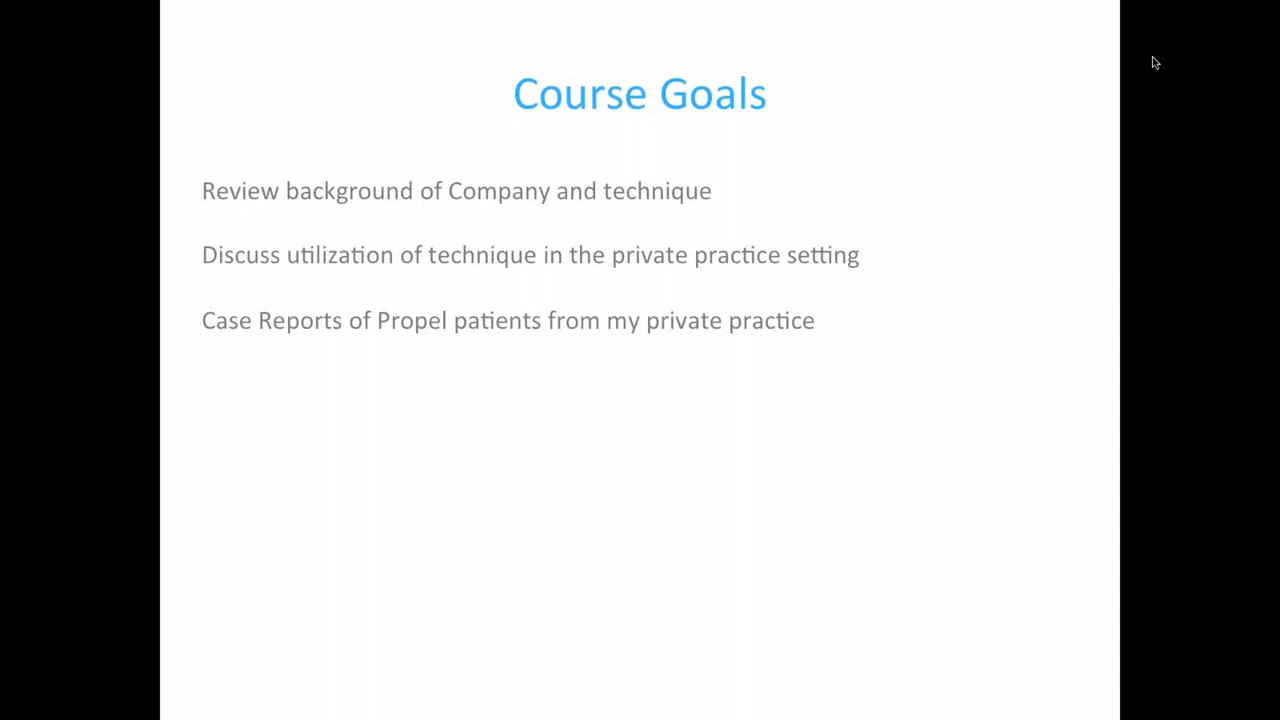 Course Goals
Review background of Company and technique
Discuss utilization of technique in the private practice setting
Case Reports of Propel patients from my private practice